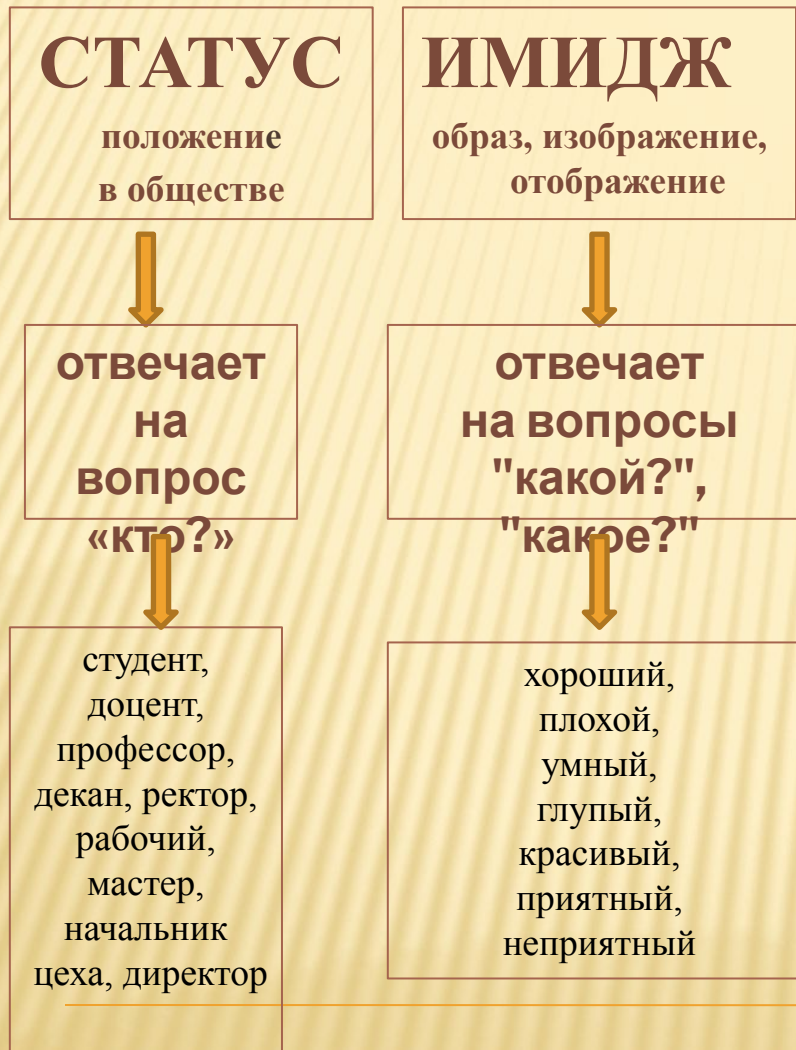 СТАТУС
положение
в обществе
отвечает
на
вопрос
«кто?»
студент,
доцент,
профессор,
декан, ректор,
рабочий,
мастер,
начальник
цеха, директор
ИМИДЖ
образ, изображение,
отображение
отвечает
на вопросы
"какой?",
"какое?"
хороший,
плохой,
умный,
глупый,
красивый,
приятный,
неприятный